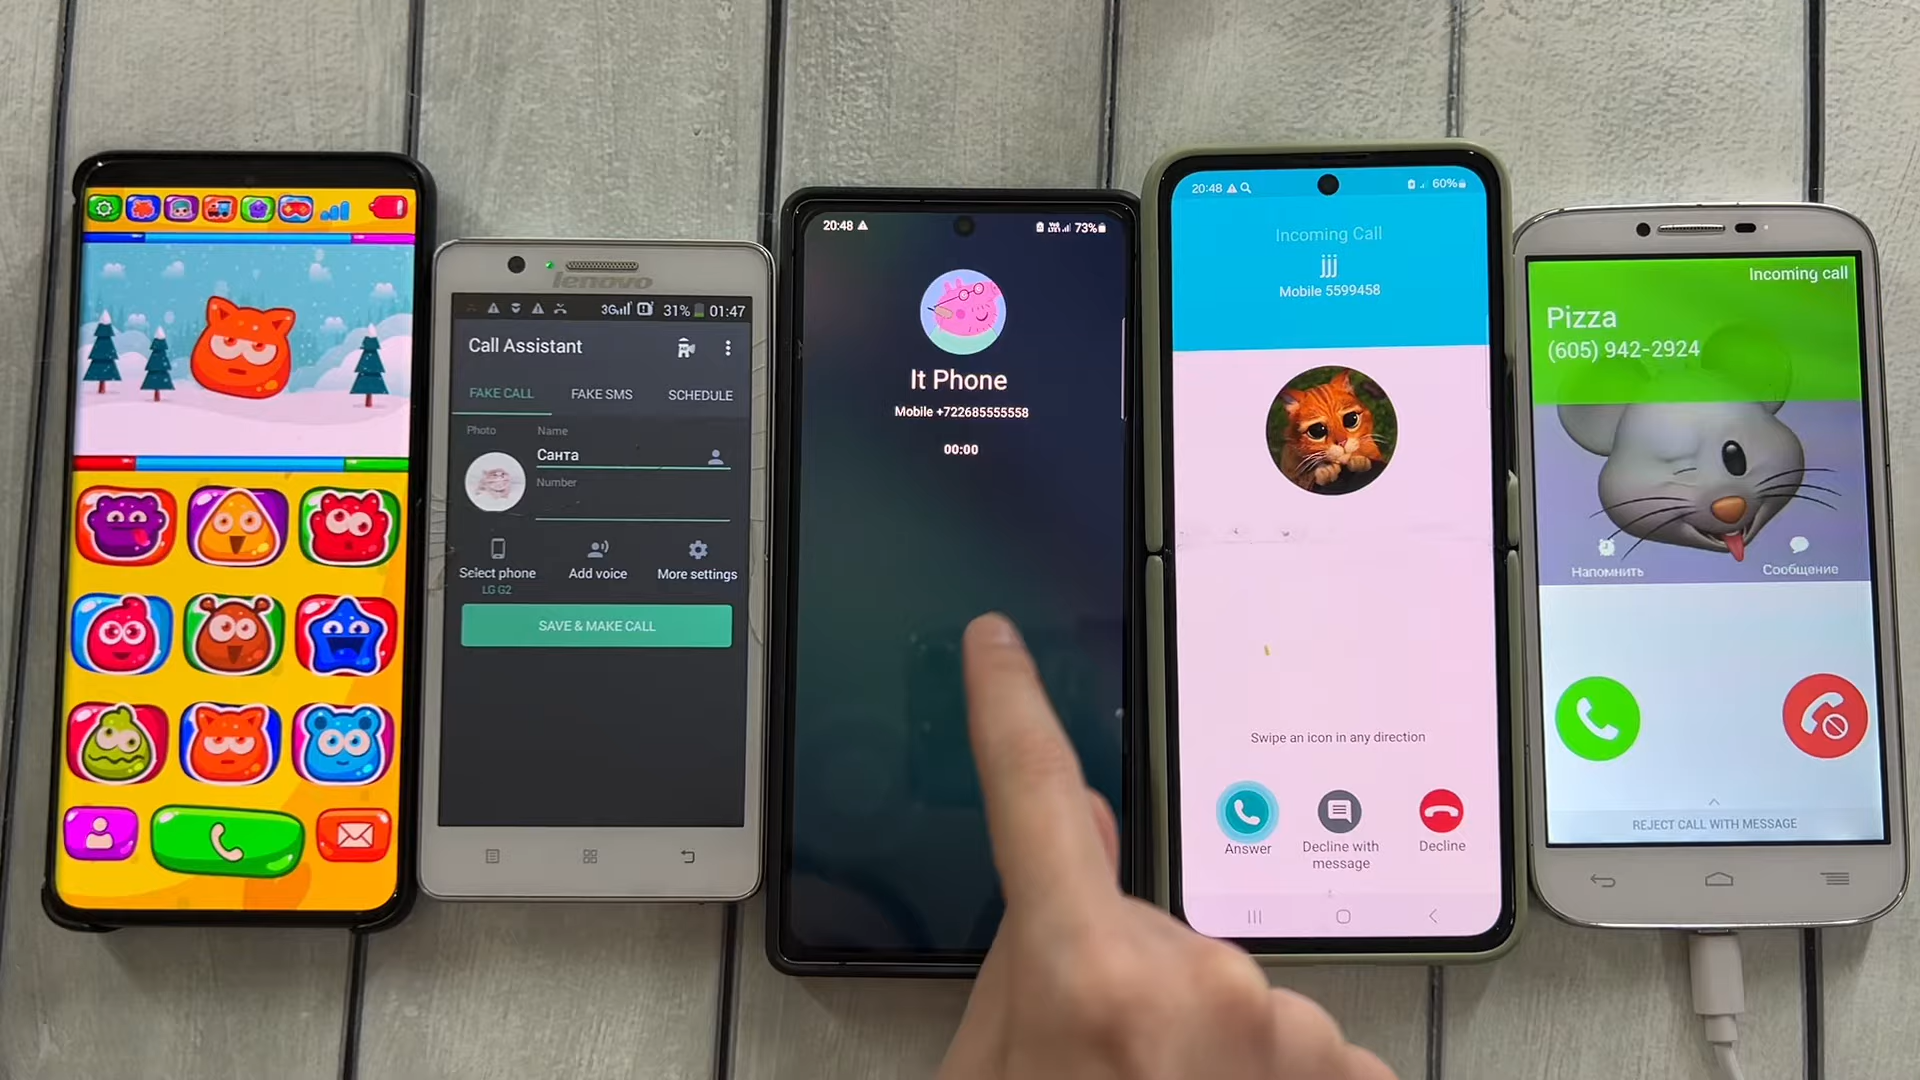 lenovo
3G
31%
01:47
Call Assistant
FAKE CALL
FAKE SMS
SCHEDULE
Photo
Name
Санта
Number
Select phone
LG G2
Add voice
More settings
SAVE & MAKE CALL
20:48
73%
It Phone
Mobile +722685555558
00:00
20:48
60%
Incoming Call
jjj
Mobile 5599458
Swipe an icon in any direction
Answer
Decline with
message
Decline
Incoming call
Pizza
(605) 942-2924
Напомнить
Сообщение
REJECT CALL WITH MESSAGE